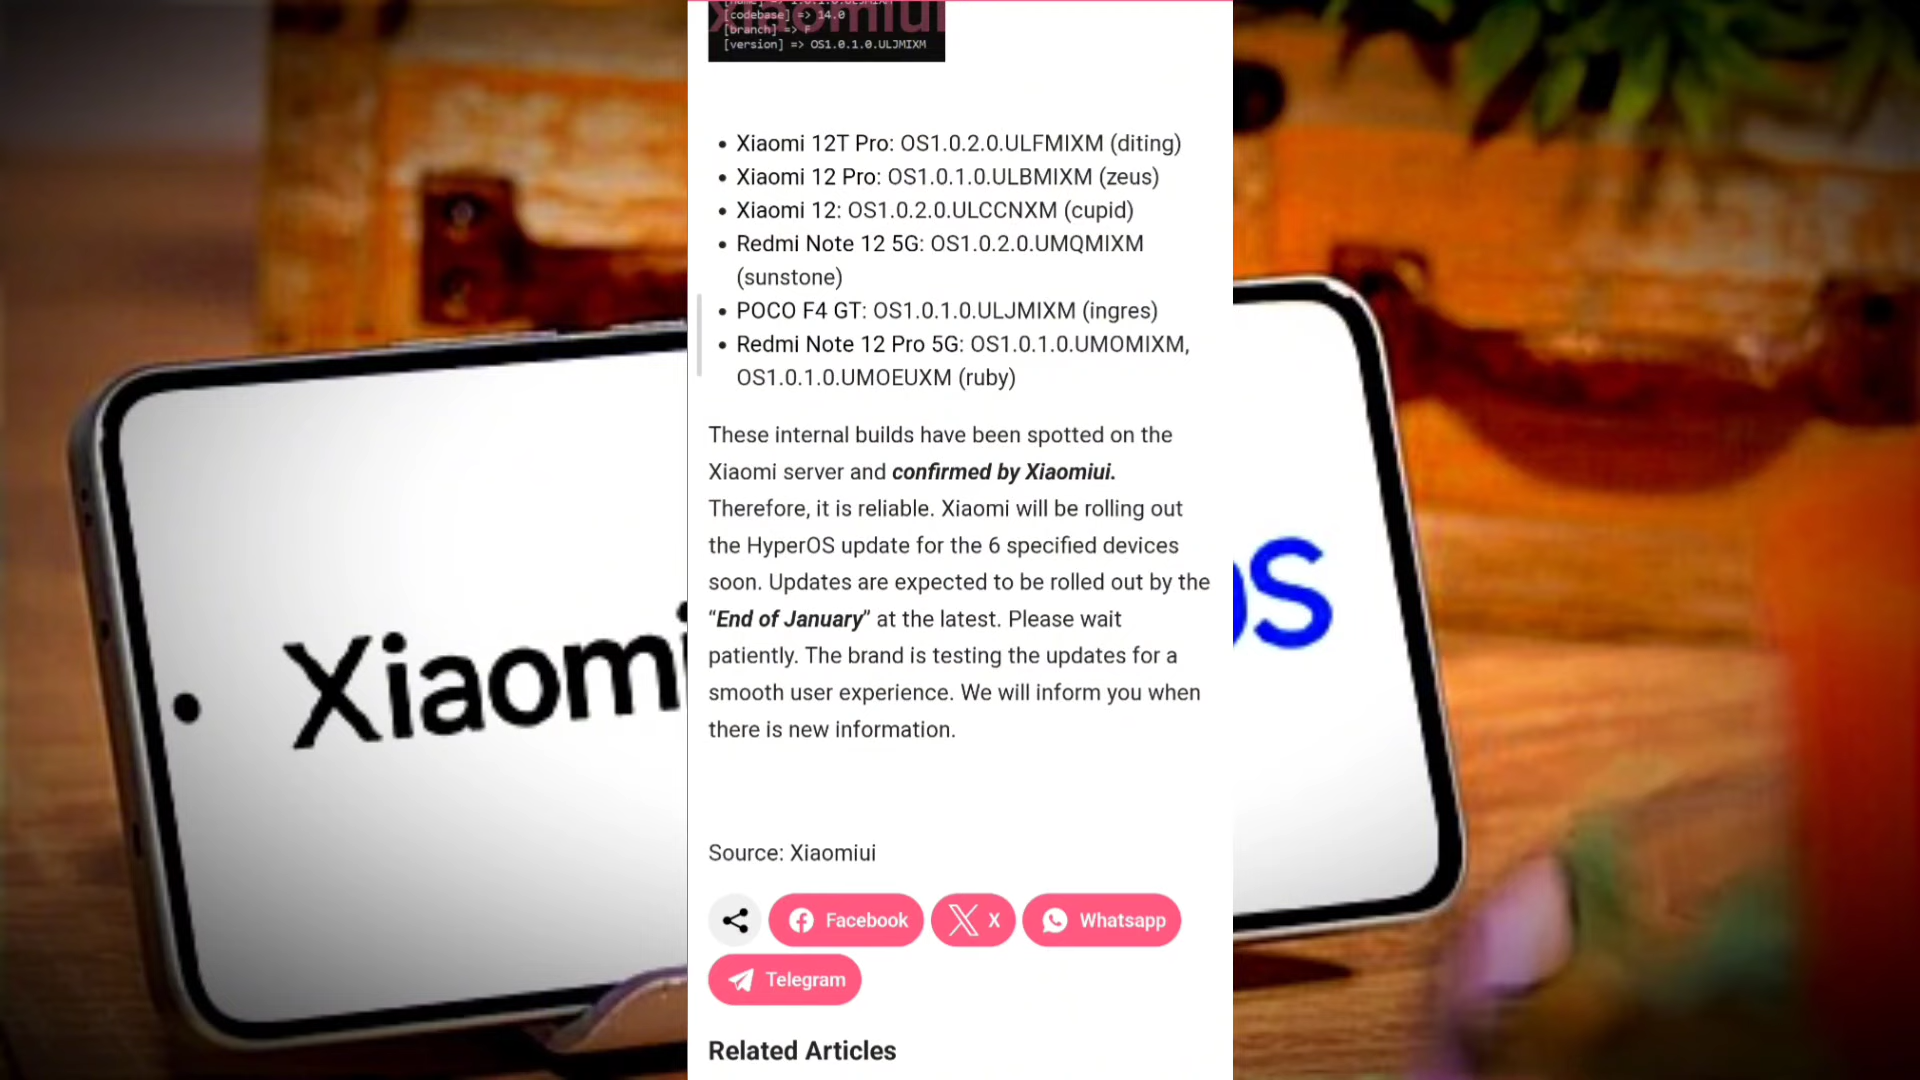 [codebase] => 14.0
[branch] => F
[version] => OS1.0.1.0.ULJMIXM
• Xiaomi 12T Pro: OS1.0.2.0.ULFMIXM (diting)
• Xiaomi 12 Pro: OS1.0.1.0.ULBMIXM (zeus)
• Xiaomi 12: OS1.0.2.0.ULCCNXM (cupid)
• Redmi Note 12 5G: OS1.0.2.0.UMQMIXM
(sunstone)
• POCO F4 GT: OS1.0.1.0.ULJMIXM (ingres)
• Redmi Note 12 Pro 5G: OS1.0.1.0.UMOMIXM,
OS1.0.1.0.UMOEUXM (ruby)
These internal builds have been spotted on the
Xiaomi server and confirmed by Xiaomiui.
Therefore, it is reliable. Xiaomi will be rolling out
the HyperOS update for the 6 specified devices
soon. Updates are expected to be rolled out by the
“End of January” at the latest. Please wait
patiently. The brand is testing the updates for a
smooth user experience. We will inform you when
there is new information.
Source: Xiaomiui
Facebook
X
Whatsapp
Telegram
Related Articles
Xiaomi
OS